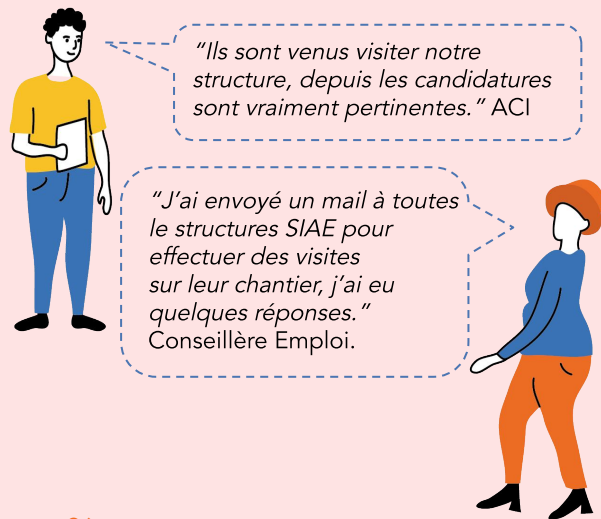 “Ils sont venus visiter notre
structure, depuis les candidatures
sont vraiment pertinentes.” ACI
“J’ai envoyé un mail à toutes
le structures SIAE pour
effectuer des visites
sur leur chantier, j’ai eu
quelques réponses.”
Conseillère Emploi.